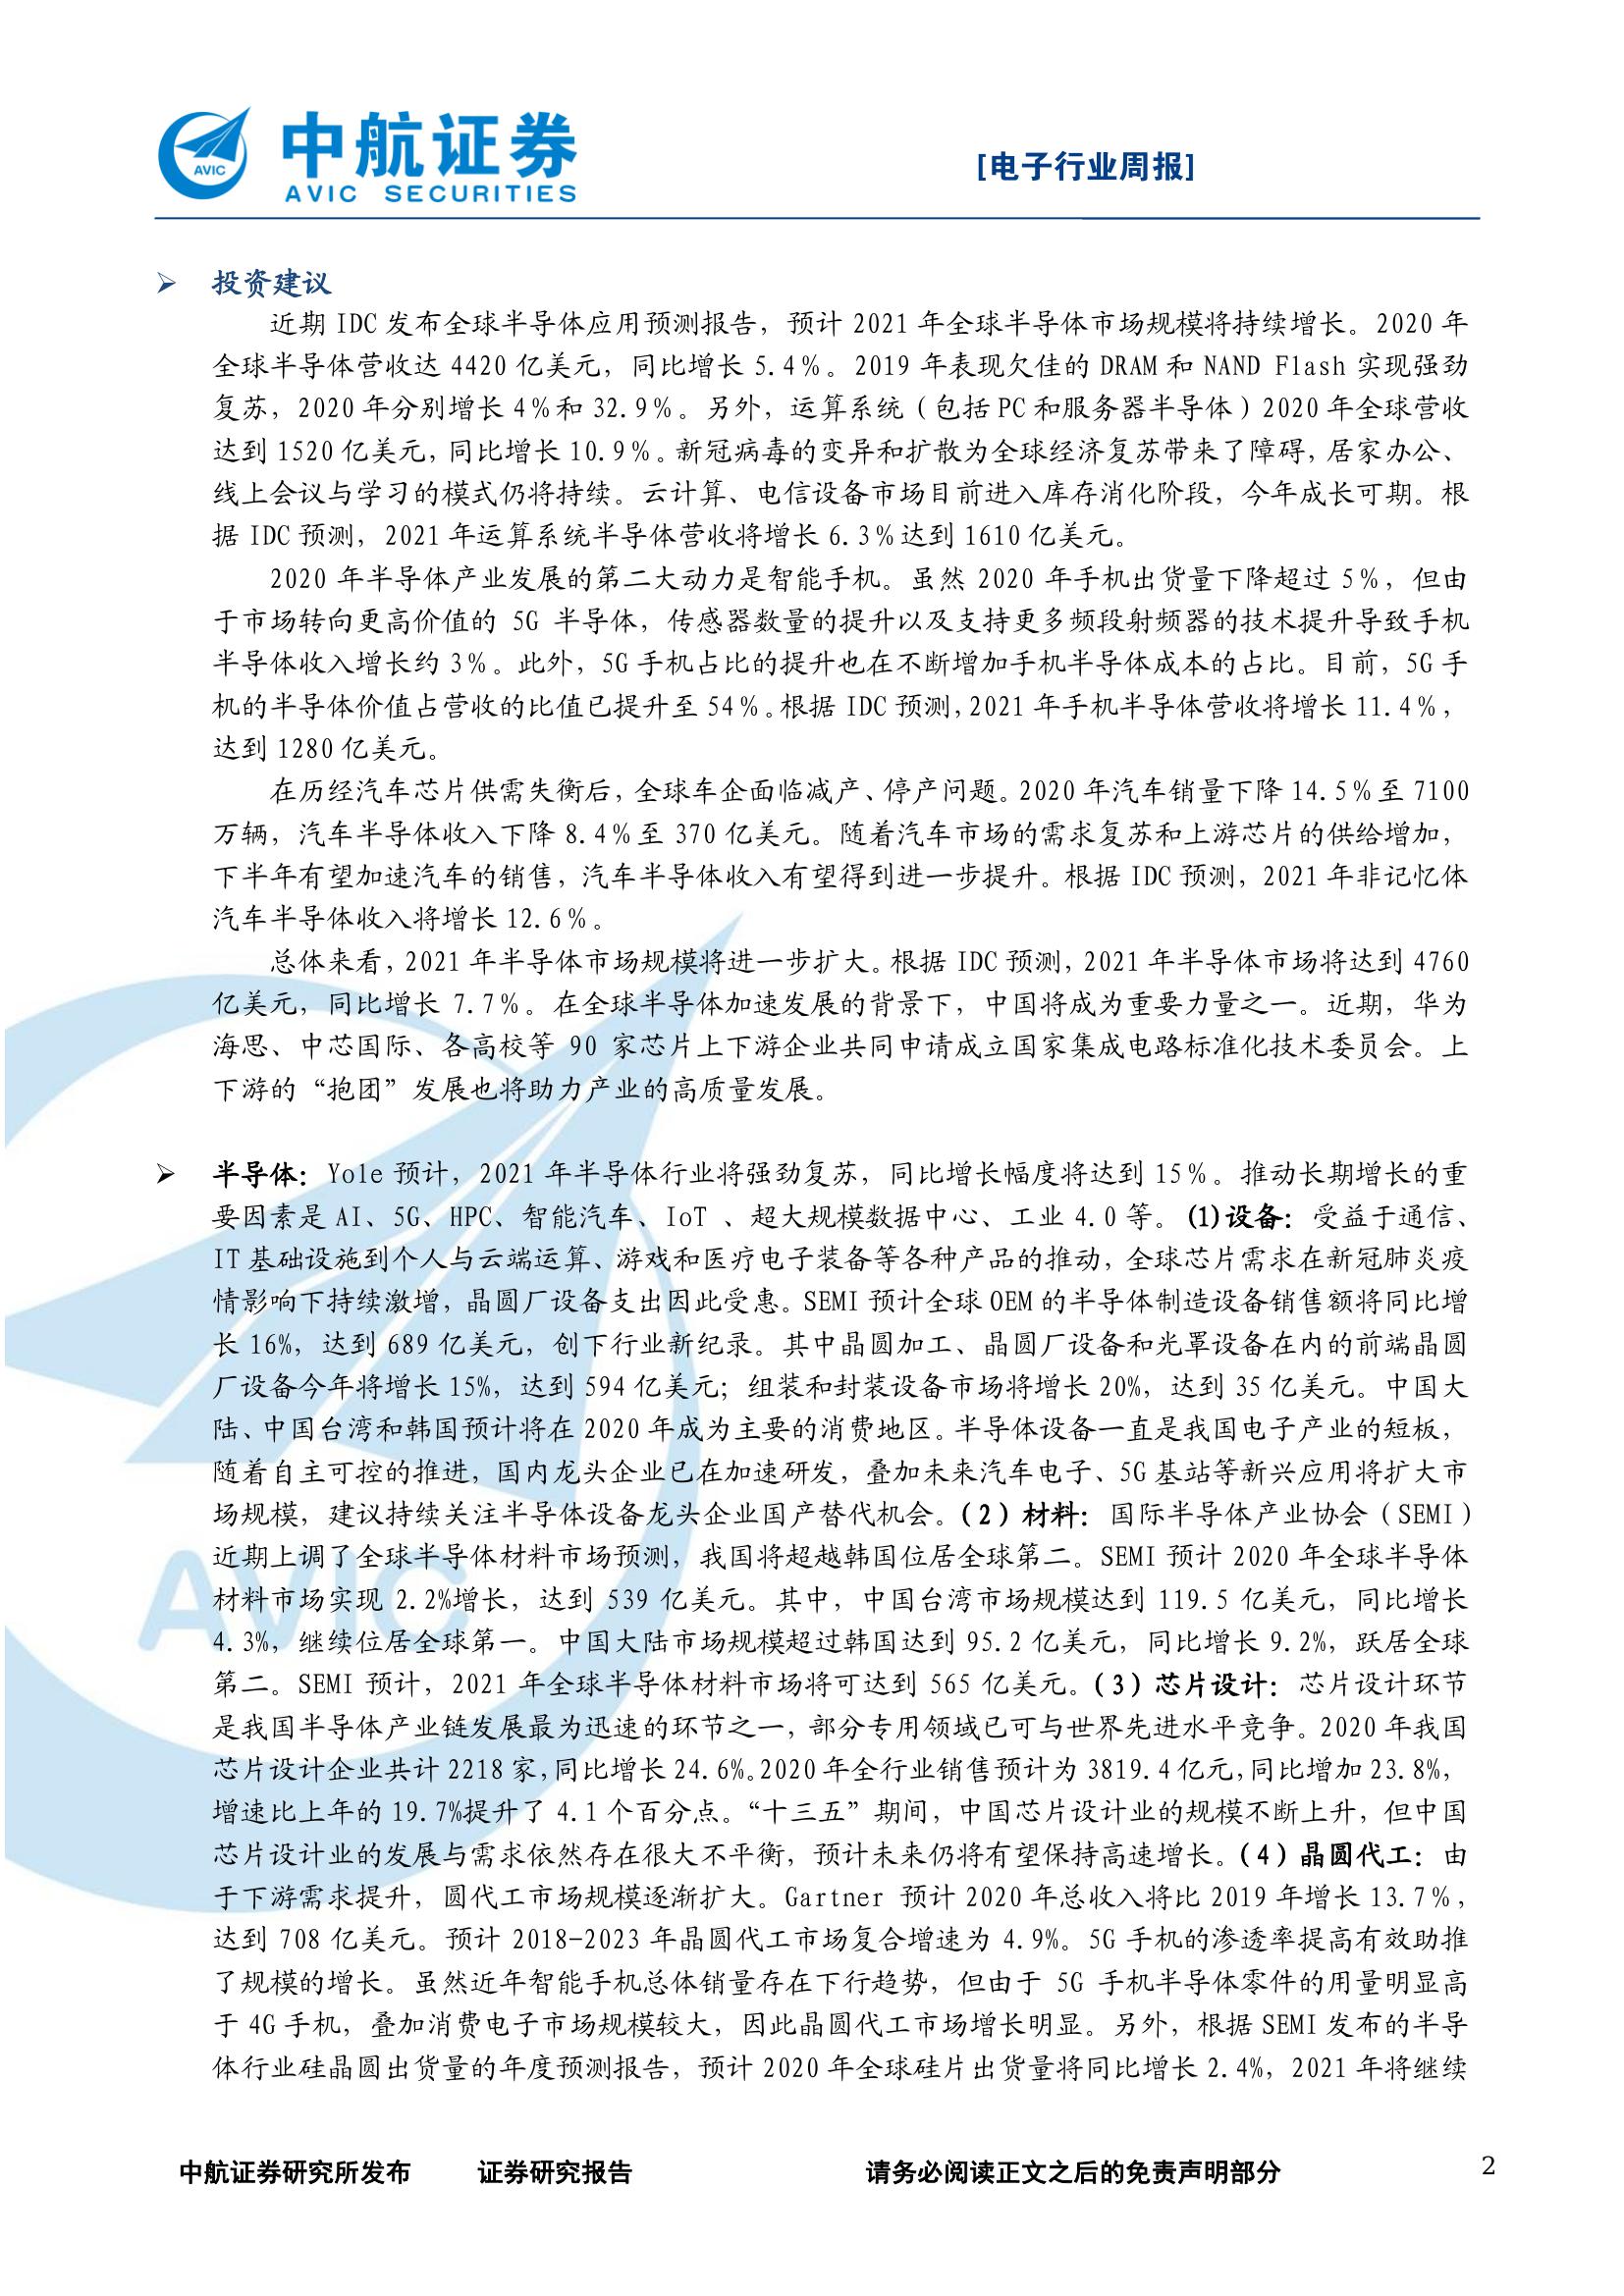 中航证券
AVIC SECURITIES
AVIC
[电子行业周报]
➢ 投资建议
近期 IDC 发布全球半导体应用预测报告，预计 2021 年全球半导体市场规模将持续增长。2020 年
全球半导体营收达 4420 亿美元，同比增长 5.4%。2019 年表现欠佳的 DRAM 和 NAND Flash 实现强劲
复苏，2020 年分别增长 4%和 32.9%。另外，运算系统（包括 PC 和服务器半导体）2020 年全球营收
达到 1520 亿美元，同比增长 10.9%。新冠病毒的变异和扩散为全球经济复苏带来了障碍，居家办公、
线上会议与学习的模式仍将持续。云计算、电信设备市场目前进入库存消化阶段，今年成长可期。根
据 IDC 预测，2021 年运算系统半导体营收将增长 6.3%达到 1610 亿美元。
2020 年半导体产业发展的第二大动力是智能手机。虽然 2020 年手机出货量下降超过 5%，但由
于市场转向更高价值的 5G 半导体，传感器数量的提升以及支持更多频段射频器的技术提升导致手机
半导体收入增长约 3%。此外，5G 手机占比的提升也在不断增加手机半导体成本的占比。目前，5G 手
机的半导体价值占营收的比值已提升至 54%。根据 IDC 预测，2021 年手机半导体营收将增长 11.4%，
达到 1280 亿美元。
在历经汽车芯片供需失衡后，全球车企面临减产、停产问题。2020 年汽车销量下降 14.5%至 7100
万辆，汽车半导体收入下降 8.4%至 370 亿美元。随着汽车市场的需求复苏和上游芯片的供给增加，
下半年有望加速汽车的销售，汽车半导体收入有望得到进一步提升。根据 IDC 预测，2021 年非记忆体
汽车半导体收入将增长 12.6%。
总体来看，2021 年半导体市场规模将进一步扩大。根据 IDC 预测，2021 年半导体市场将达到 4760
亿美元，同比增长 7.7%。在全球半导体加速发展的背景下，中国将成为重要力量之一。近期，华为
海思、中芯国际、各高校等 90 家芯片上下游企业共同申请成立国家集成电路标准化技术委员会。上
下游的“抱团”发展也将助力产业的高质量发展。
➢ 半导体：Yole 预计，2021 年半导体行业将强劲复苏，同比增长幅度将达到 15%。推动长期增长的重
要因素是 AI、5G、HPC、智能汽车、IoT 、超大规模数据中心、工业 4.0 等。(1)设备：受益于通信、
IT 基础设施到个人与云端运算、游戏和医疗电子装备等各种产品的推动，全球芯片需求在新冠肺炎疫
情影响下持续激增，晶圆厂设备支出因此受惠。SEMI 预计全球 OEM 的半导体制造设备销售额将同比增
长 16%，达到 689 亿美元，创下行业新纪录。其中晶圆加工、晶圆厂设备和光罩设备在内的前端晶圆
厂设备今年将增长 15%，达到 594 亿美元；组装和封装设备市场将增长 20%，达到 35 亿美元。中国大
陆、中国台湾和韩国预计将在 2020 年成为主要的消费地区。半导体设备一直是我国电子产业的短板，
随着自主可控的推进，国内龙头企业已在加速研发，叠加未来汽车电子、5G 基站等新兴应用将扩大市
场规模，建议持续关注半导体设备龙头企业国产替代机会。（2）材料：国际半导体产业协会（SEMI）
近期上调了全球半导体材料市场预测，我国将超越韩国位居全球第二。SEMI 预计 2020 年全球半导体
材料市场实现 2.2%增长，达到 539 亿美元。其中，中国台湾市场规模达到 119.5 亿美元，同比增长
4.3%，继续位居全球第一。中国大陆市场规模超过韩国达到 95.2 亿美元，同比增长 9.2%，跃居全球
第二。SEMI 预计，2021 年全球半导体材料市场将可达到 565 亿美元。（3）芯片设计：芯片设计环节
是我国半导体产业链发展最为迅速的环节之一，部分专用领域已可与世界先进水平竞争。2020 年我国
芯片设计企业共计 2218 家，同比增长 24.6%。2020 年全行业销售预计为 3819.4 亿元，同比增加 23.8%，
增速比上年的 19.7%提升了 4.1 个百分点。“十三五”期间，中国芯片设计业的规模不断上升，但中国
芯片设计业的发展与需求依然存在很大不平衡，预计未来仍将有望保持高速增长。（4）晶圆代工：由
于下游需求提升，圆代工市场规模逐渐扩大。Gartner 预计 2020 年总收入将比 2019 年增长 13.7%，
达到 708 亿美元。预计 2018-2023 年晶圆代工市场复合增速为 4.9%。5G 手机的渗透率提高有效助推
了规模的增长。虽然近年智能手机总体销量存在下行趋势，但由于 5G 手机半导体零件的用量明显高
于 4G 手机，叠加消费电子市场规模较大，因此晶圆代工市场增长明显。另外，根据 SEMI 发布的半导
体行业硅晶圆出货量的年度预测报告，预计 2020 年全球硅片出货量将同比增长 2.4%，2021 年将继续
AVIC
中航证券研究所发布 证券研究报告 请务必阅读正文之后的免责声明部分 2